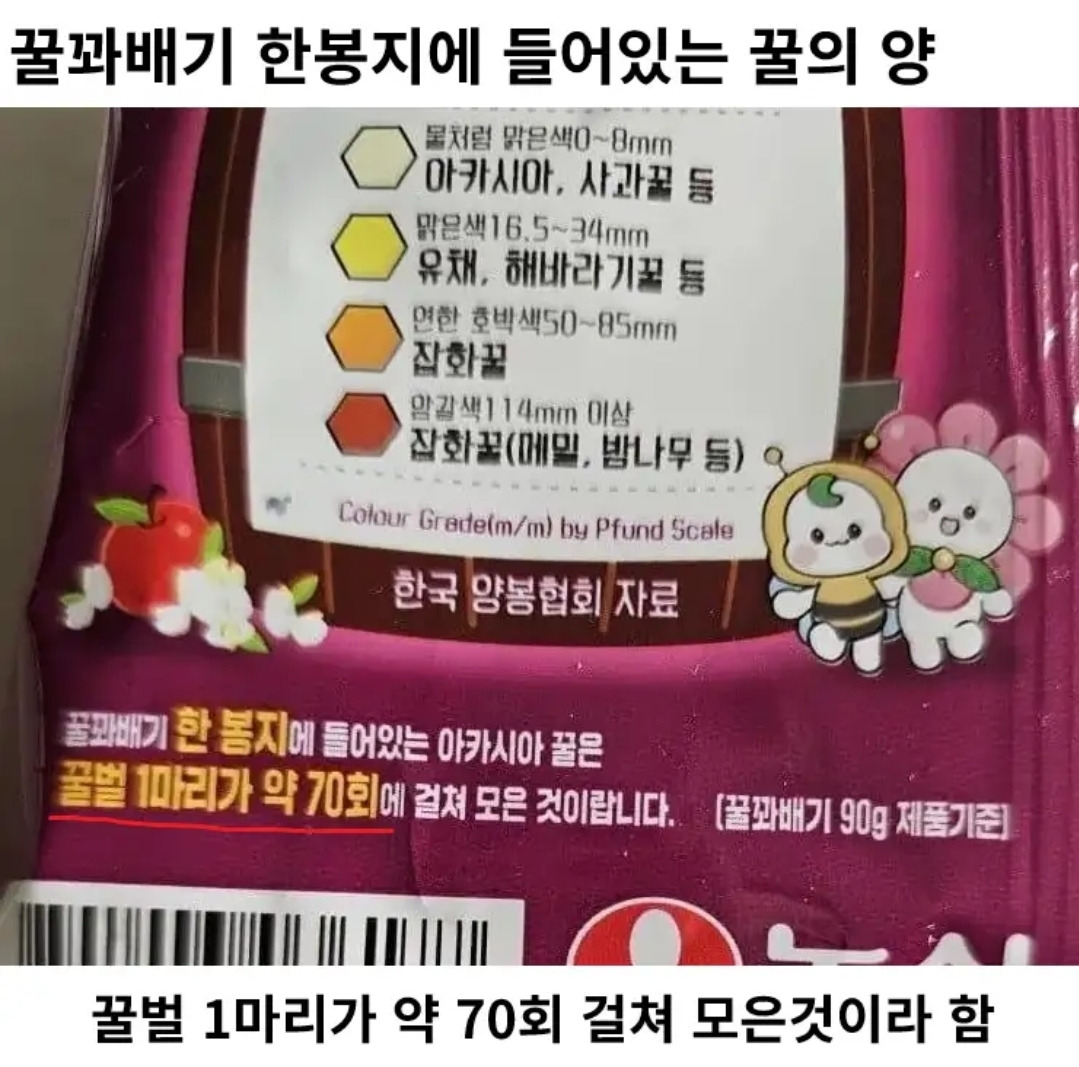 꿀꽈배기 한봉지에 들어있는 꿀의 양
물처럼 맑은색0~8mm
아카시아, 사과꿀 등
맑은색16.5~34mm
유채, 해바라기꿀 등
연한 호박색50~85mm
잡화꿀
암갈색114mm 이상
잡화꿀(메밀, 밤나무 등)
Colour Grade(m/m) by Pfund Scale
한국 양봉협회 자료
꿀꽈배기 한 봉지에 들어있는 아카시아 꿀은
꿀벌 1마리가 약 70회에 걸쳐 모은 것이랍니다. [꿀꽈배기 90g 제품기준]
꿀벌 1마리가 약 70회 걸쳐 모은것이라 함